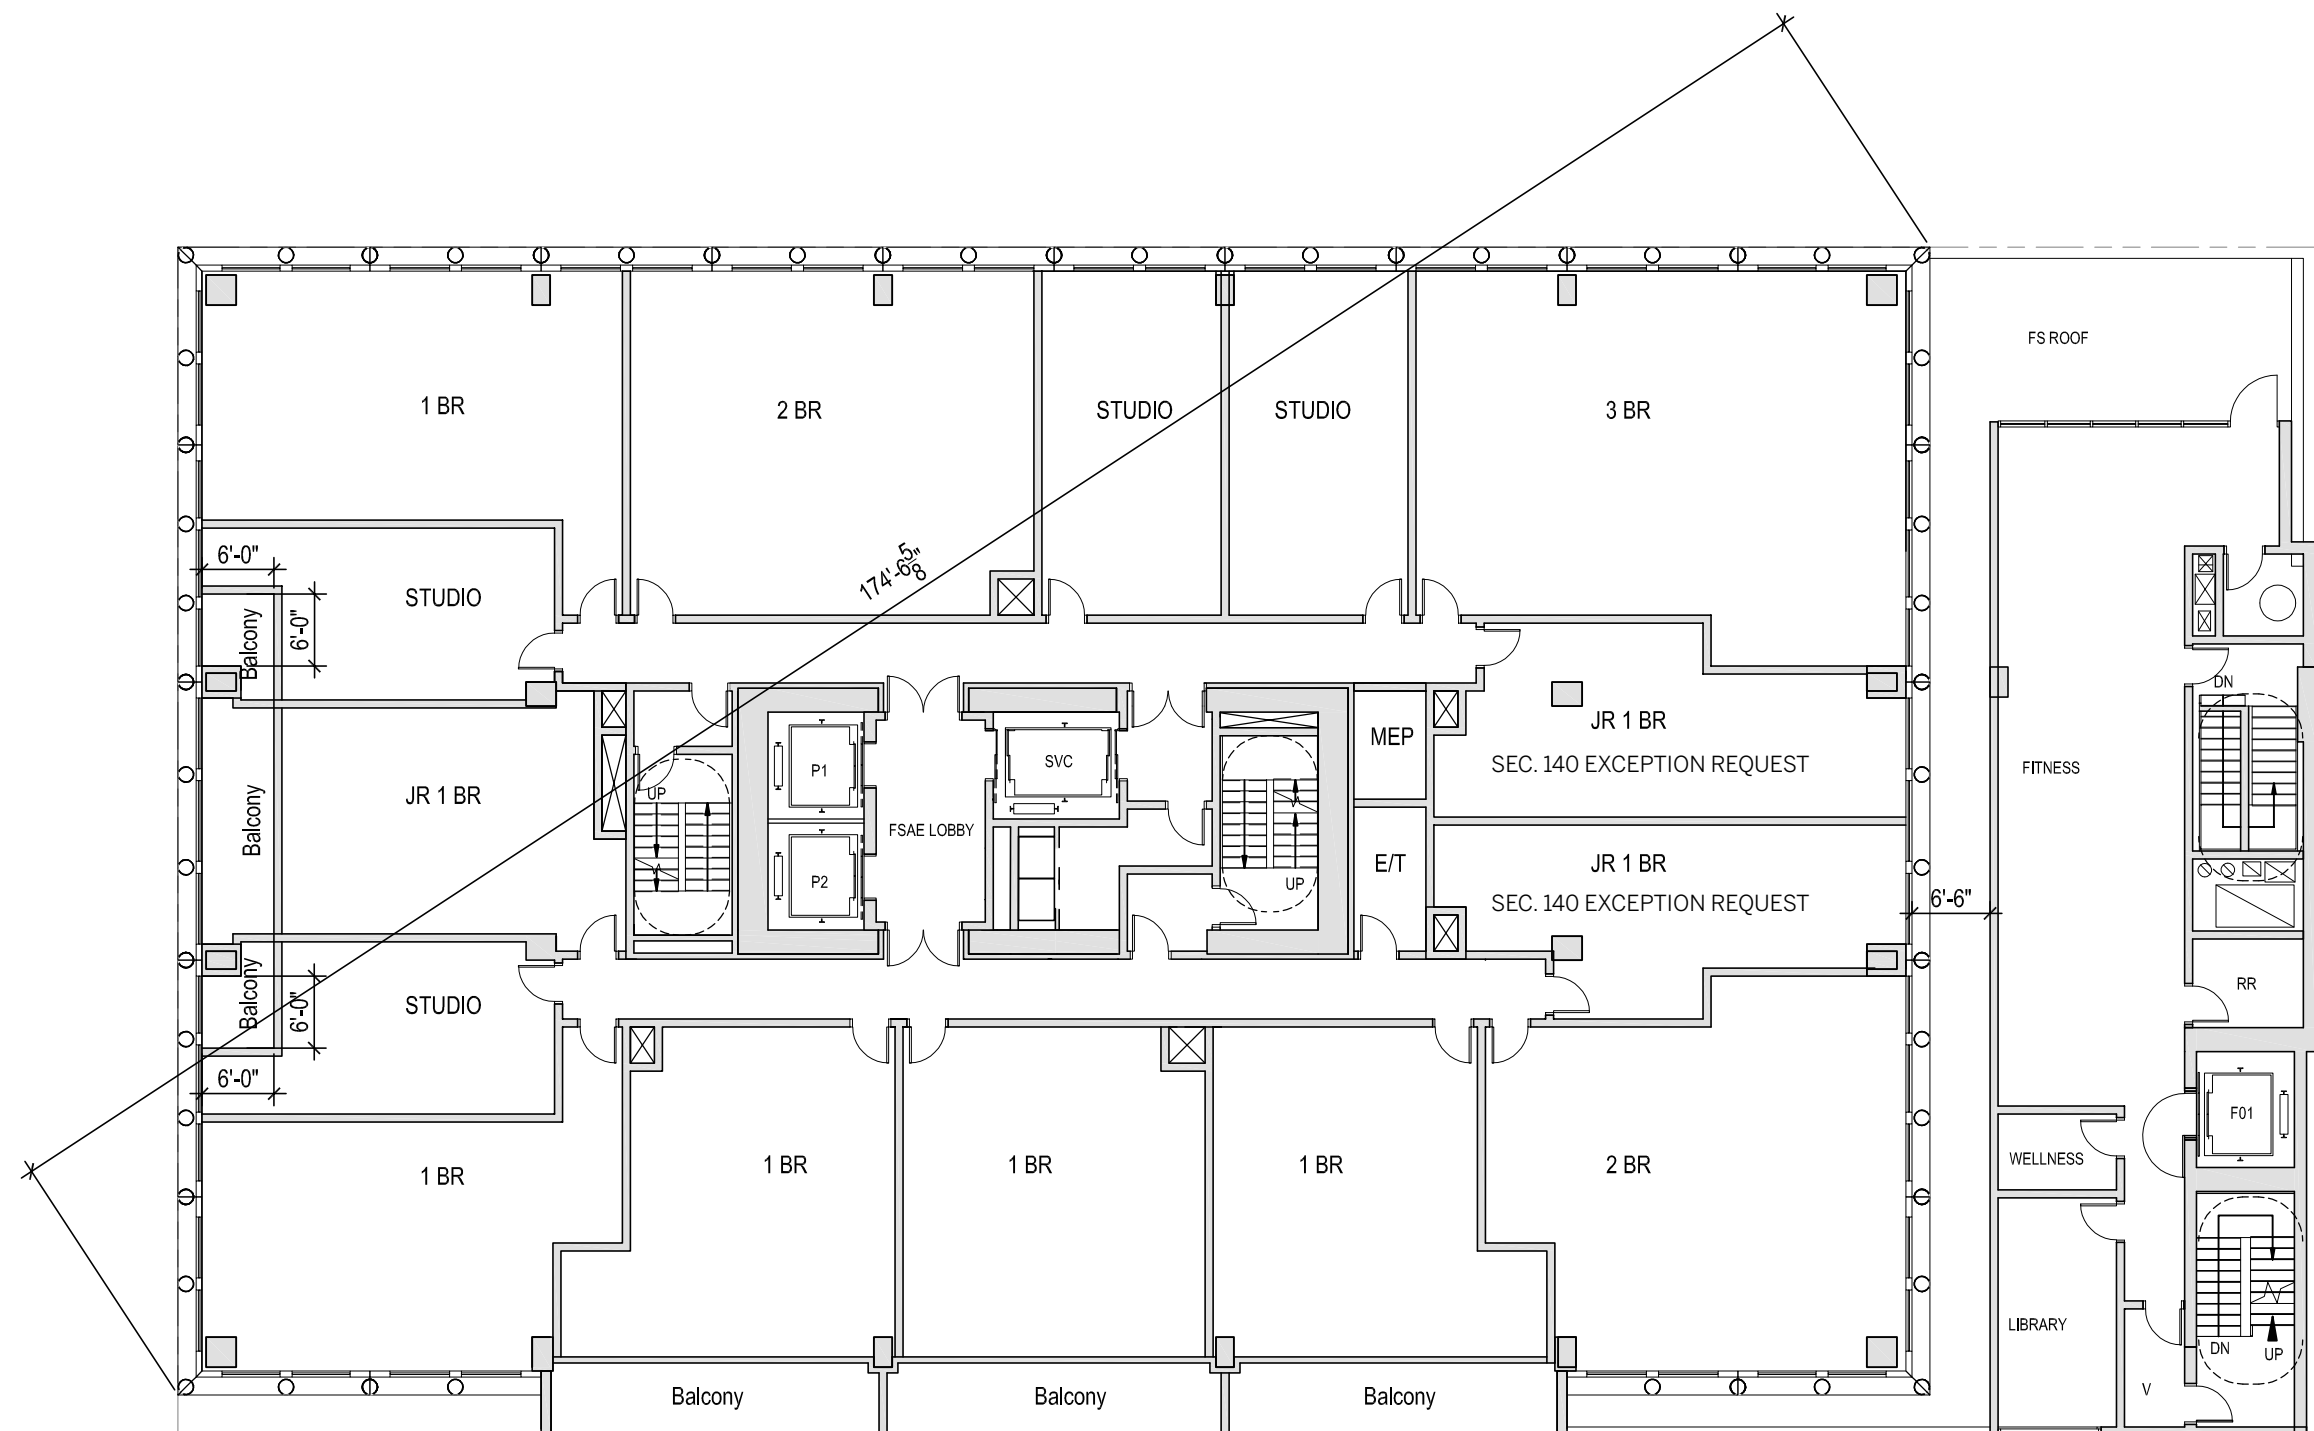 FS ROOF
1 BR
2 BR
STUDIO
STUDIO
3 BR
6'-0"
174'-6 5/8"
STUDIO
6'-0"
Balcony
DN
JR 1 BR
SEC. 140 EXCEPTION REQUEST
MEP
SVC
P1
FITNESS
UP
JR 1 BR
Balcony
FSAE LOBBY
E/T
JR 1 BR
SEC. 140 EXCEPTION REQUEST
P2
UP
6'-6"
Balcony
6'-0"
STUDIO
RR
6'-0"
F01
WELLNESS
1 BR
1 BR
1 BR
1 BR
2 BR
LIBRARY
DN
UP
V
Balcony
Balcony
Balcony